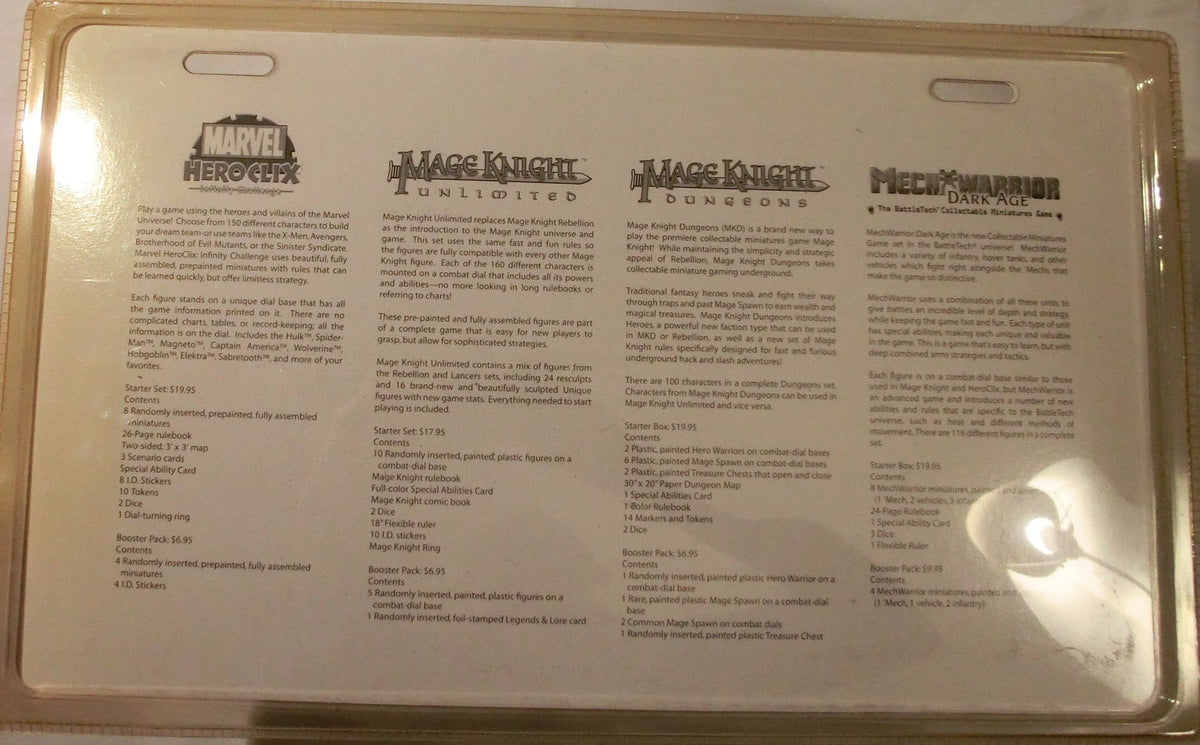 MARVEL
HEROCLIX
Infinity Challenge
Play a game using the heroes and villains of the Marvel
Universe! Choose from 150 different characters to build
your dream team-or use teams like the X-Men, Avengers,
Brotherhood of Evil Mutants, or the Sinister Syndicate.
Marvel HeroClix: Infinity Challenge uses beautiful, fully
assembled, prepainted miniatures with rules that can
be learned quickly, but offer limitless strategy.
Each figure stands on a unique dial base that has all
the game information printed on it. There are no
complicated charts, tables, or record-keeping; all the
information is on the dial. Includes the Hulk™, Spider-
Man™, Magneto™, Captain America™, Wolverine™,
Hobgoblin™, Elektra™, Sabretooth™, and more of your
favorites.
Starter Set: $19.95
Contents
8 Randomly inserted, prepainted, fully assembled
miniatures
26-Page rulebook
Two-sided, 3' x 3' map
3 Scenario cards
Special Ability Card
8 I.D. Stickers
10 Tokens
2 Dice
1 Dial-turning ring
Booster Pack: $6.95
Contents
4 Randomly inserted, prepainted, fully assembled
miniatures
4 I.D. Stickers
MAGE KNIGHT™
UNLIMITED
Mage Knight Unlimited replaces Mage Knight Rebellion
as the introduction to the Mage Knight universe and
game. This set uses the same fast and fun rules so
the figures are fully compatible with every other Mage
Knight figure. Each of the 160 different characters is
mounted on a combat dial that includes all its powers
and abilities—no more looking in long rulebooks or
referring to charts!
These pre-painted and fully assembled figures are part
of a complete game that is easy for new players to
grasp, but allow for sophisticated strategies.
Mage Knight Unlimited contains a mix of figures from
the Rebellion and Lancers sets, including 24 resculpts
and 16 brand-new and beautifully sculpted Unique
figures with new game stats. Everything needed to start
playing is included.
Starter Set: $17.95
Contents
10 Randomly inserted, painted, plastic figures on a
combat-dial base
Mage Knight rulebook
Full-color Special Abilities Card
Mage Knight comic book
2 Dice
18" Flexible ruler
10 I.D. stickers
Mage Knight Ring
Booster Pack: $6.95
Contents
5 Randomly inserted, painted, plastic figures on a
combat-dial base
1 Randomly inserted, foil-stamped Legends & Lore card
MAGE KNIGHT™
DUNGEONS
Mage Knight Dungeons (MKD) is a brand new way to
play the premiere collectable miniatures game Mage
Knight! While maintaining the simplicity and strategic
appeal of Rebellion, Mage Knight Dungeons takes
collectable miniature gaming underground.
Traditional fantasy heroes sneak and fight their way
through traps and past Mage Spawn to earn wealth and
magical treasures. Mage Knight Dungeons introduces
Heroes, a powerful new faction type that can be used
in MKD or Rebellion, as well as a new set of Mage
Knight rules specifically designed for fast and furious
underground hack and slash adventures!
There are 100 characters in a complete Dungeons set.
Characters from Mage Knight Dungeons can be used in
Mage Knight Unlimited and vice versa.
Starter Box: $19.95
Contents
2 Plastic, painted Hero Warriors on combat-dial bases
6 Plastic, painted Mage Spawn on combat-dial bases
2 Plastic, painted Treasure Chests that open and close
30" x 20" Paper Dungeon Map
1 Special Abilities Card
1 Color Rulebook
14 Markers and Tokens
2 Dice
Booster Pack: $6.95
Contents
1 Randomly inserted, painted plastic Hero Warrior on a
combat-dial base
1 Rare, painted plastic Mage Spawn on a combat-dial
base
2 Common Mage Spawn on combat dials
1 Randomly inserted, painted plastic Treasure Chest
MECHWARRIOR
DARK AGE
The BattleTech® Collectable Miniatures Game
MechWarrior: Dark Age is the new Collectable Miniatures
Game set in the BattleTech® universe! MechWarrior
includes a variety of infantry, hover tanks, and other
vehicles which fight right alongside the 'Mechs that
make the game so distinctive.
MechWarrior uses a combination of all these units to
give battles an incredible level of depth and strategy
while keeping the game fast and fun. Each type of unit
has special abilities, making each unique and valuable
in the game. This is a game that's easy to learn, but with
deep combined arms strategies and tactics.
Each figure is on a combat-dial base similar to those
used in Mage Knight and HeroClix, but MechWarrior is
an advanced game and introduces a number of new
abilities and rules that are specific to the BattleTech
universe, such as heat and different methods of
movement. There are 116 different figures in a complete
set.
Starter Box: $19.95
Contents
8 MechWarrior miniatures, painted and
(1 'Mech, 2 vehicles, 5
24-Page Rulebook
1 Special Ability Card
3 Dice
1 Flexible Ruler
Booster Pack: $9.95
Contents
4 MechWarrior miniatures, painted and
(1 'Mech, 1 vehicle, 2 infantry)